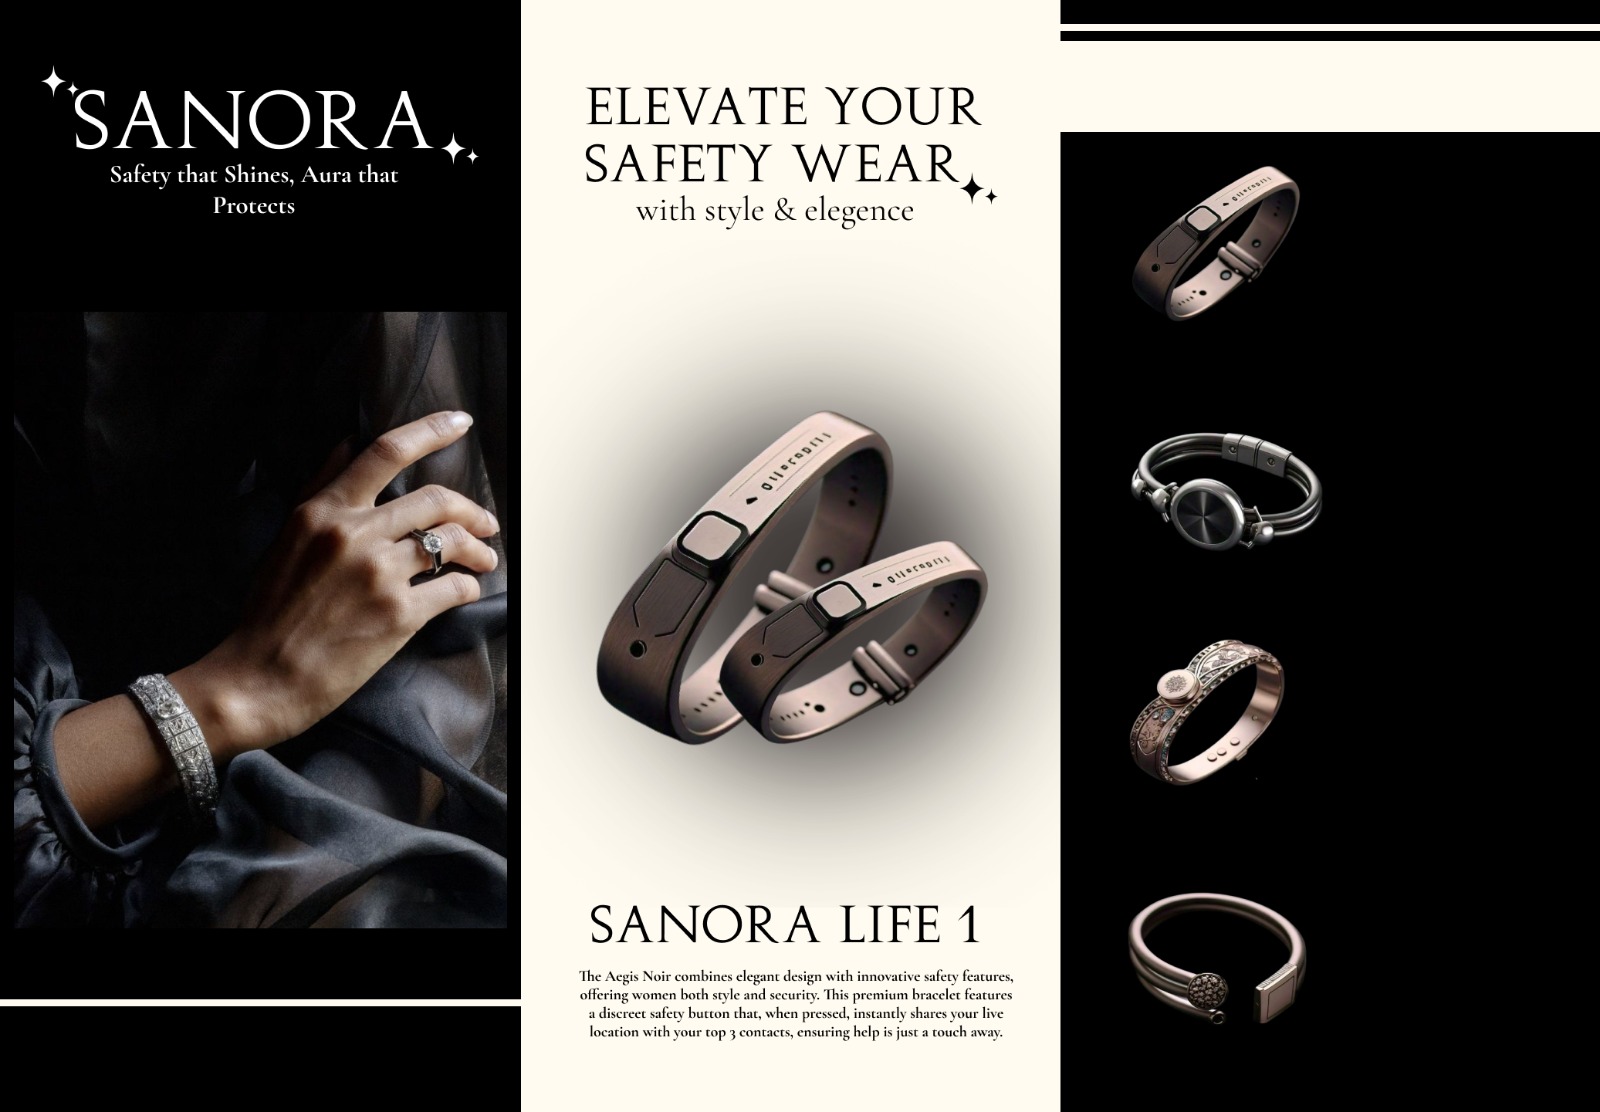 SANORA
Safety that Shines, Aura that
Protects
ELEVATE YOUR
SAFETY WEAR
with style & elegence
SANORA LIFE 1
The Aegis Noir combines elegant design with innovative safety features,
offering women both style and security. This premium bracelet features
a discreet safety button that, when pressed, instantly shares your live
location with your top 3 contacts, ensuring help is just a touch away.